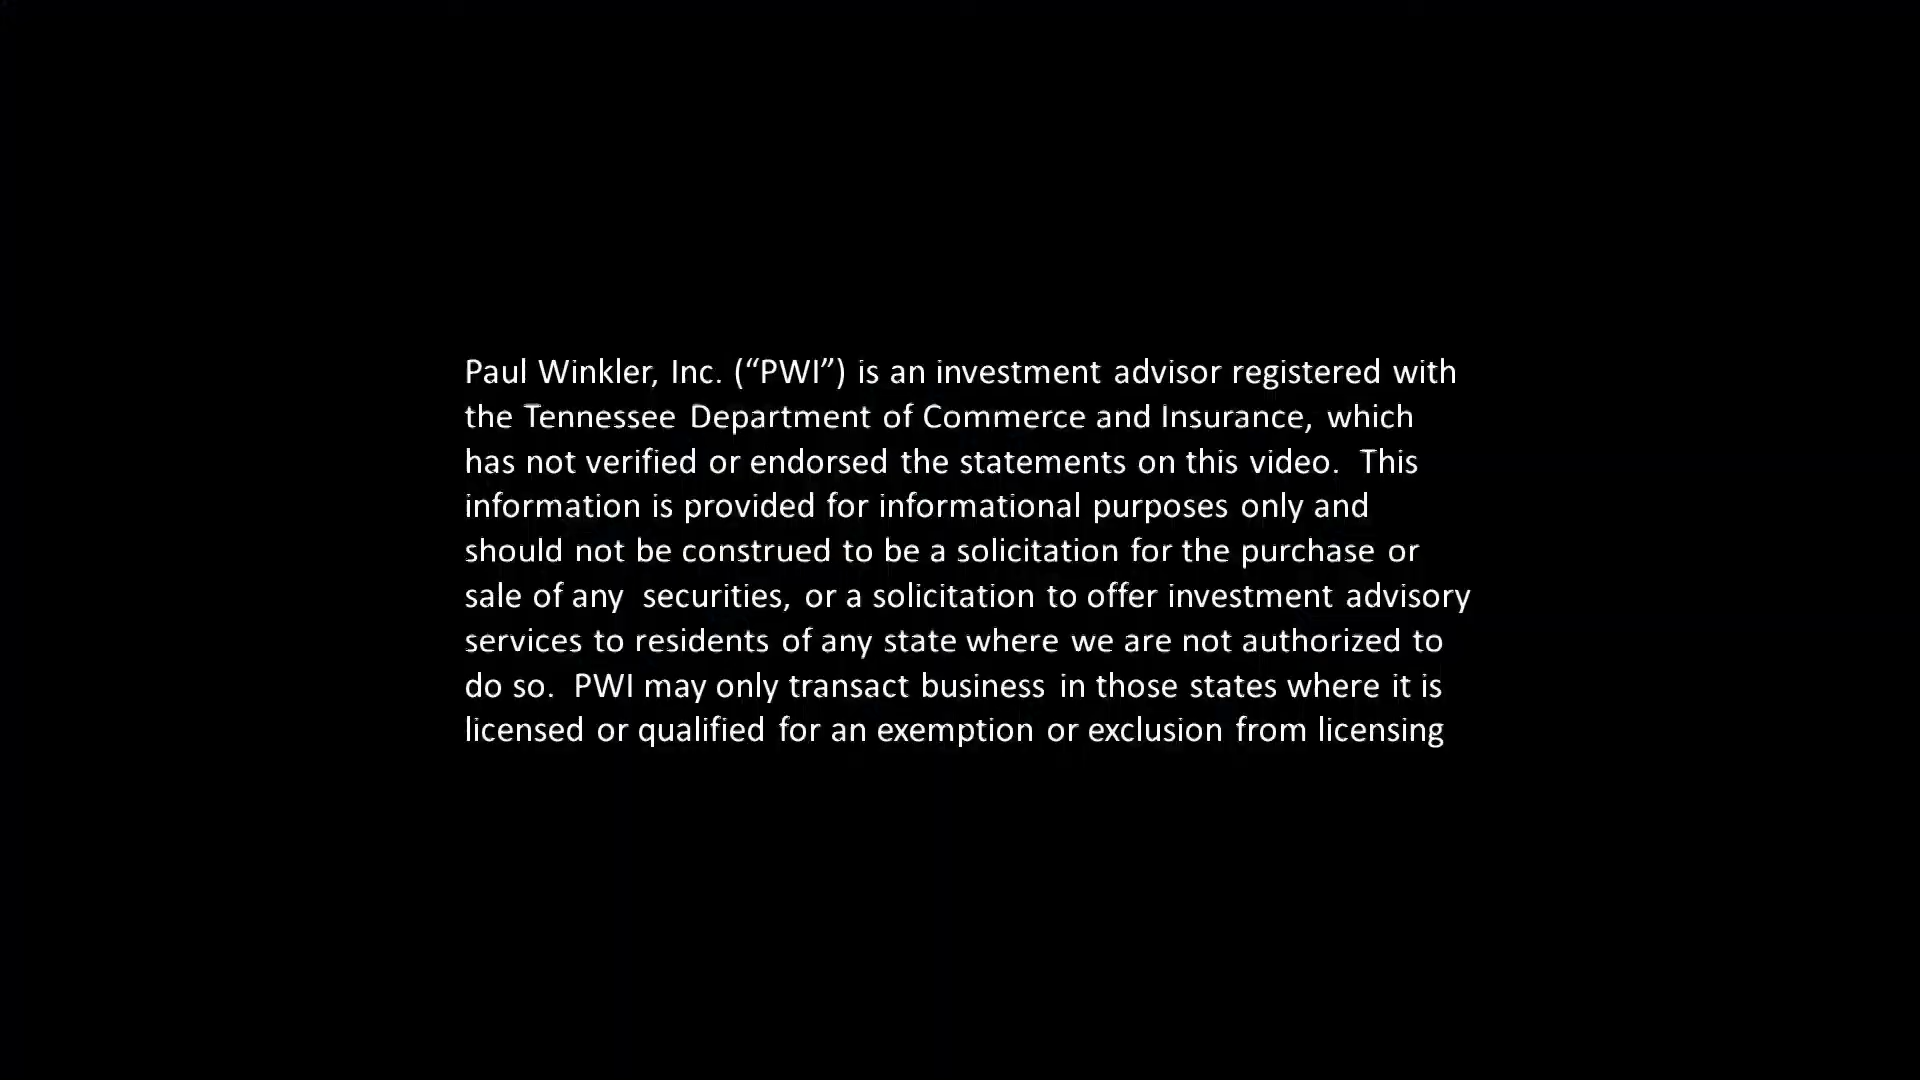 Paul Winkler, Inc. (“PWI”) is an investment advisor registered with
the Tennessee Department of Commerce and Insurance, which
has not verified or endorsed the statements on this video.  This
information is provided for informational purposes only and
should not be construed to be a solicitation for the purchase or
sale of any  securities, or a solicitation to offer investment advisory
services to residents of any state where we are not authorized to
do so.  PWI may only transact business in those states where it is
licensed or qualified for an exemption or exclusion from licensing